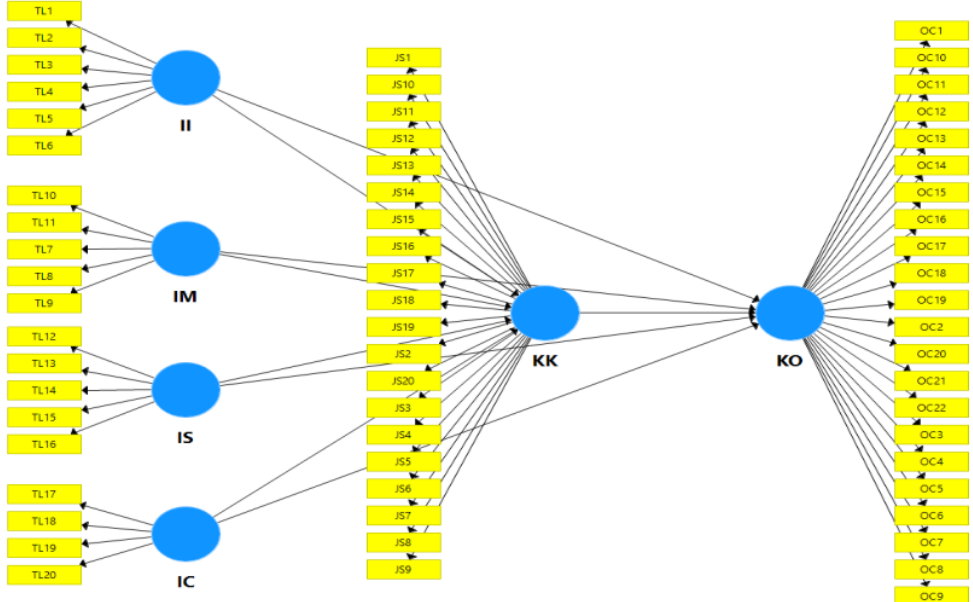 TL1
TL2
TL3
TL4
TL5
TL6
II
TL10
TL11
TL7
TL8
TL9
IM
TL12
TL13
TL14
TL15
TL16
IS
TL17
TL18
TL19
TL20
IC
JS1
JS10
JS11
JS12
JS13
JS14
JS15
JS16
JS17
JS18
JS19
JS2
JS20
JS3
JS4
JS5
JS6
JS7
JS8
JS9
KK
KO
OC1
OC10
OC11
OC12
OC13
OC14
OC15
OC16
OC17
OC18
OC19
OC2
OC20
OC21
OC22
OC3
OC4
OC5
OC6
OC7
OC8
OC9